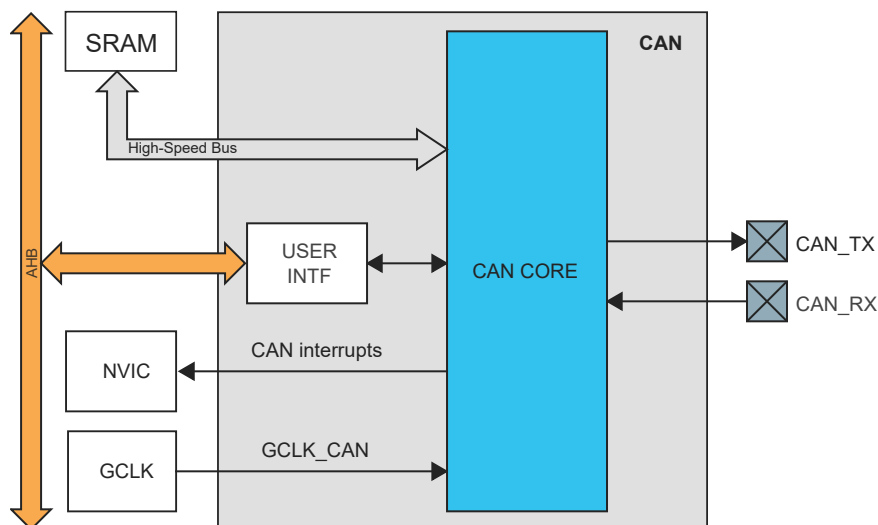 SRAM
CAN
High-Speed Bus
AHB
USER
INTF
CAN CORE
CAN_TX
CAN_RX
CAN interrupts
NVIC
GCLK_CAN
GCLK